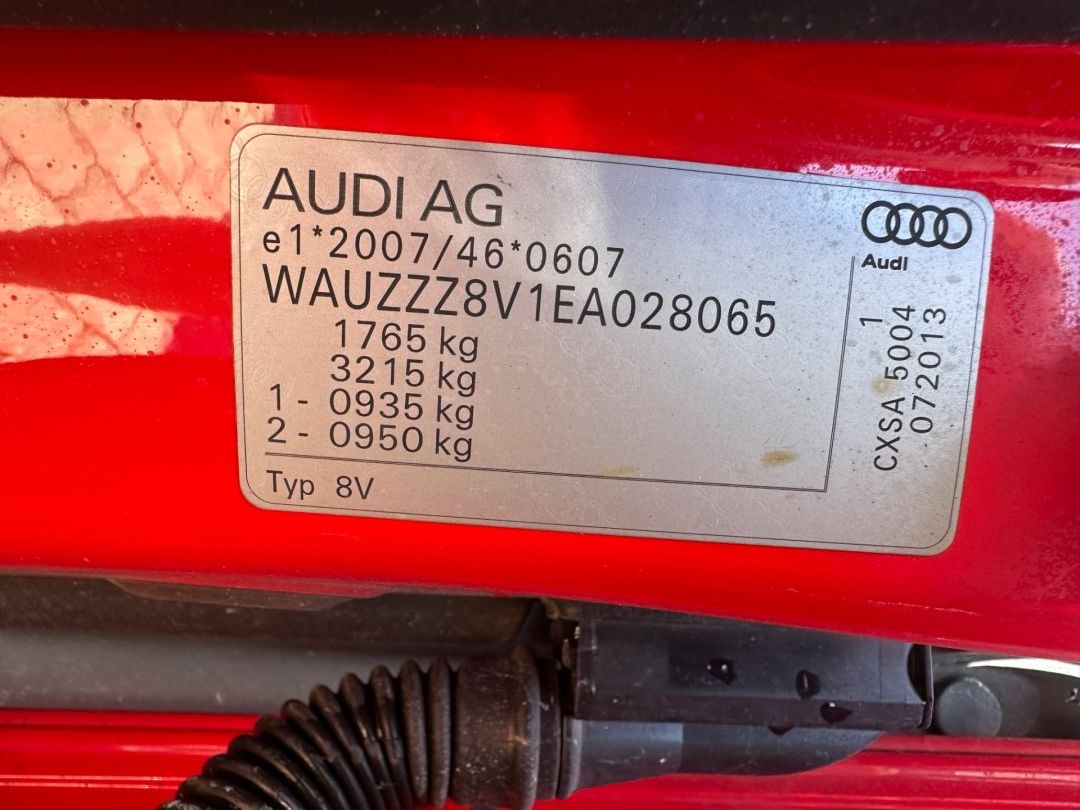 AUDI AG
e1*2007/46*0607
WAUZZZ8V1EA028065
1765 kg
3215 kg
1 - 0935 kg
2 - 0950 kg
Typ 8V
Audi
1
CXSA 5004
072013